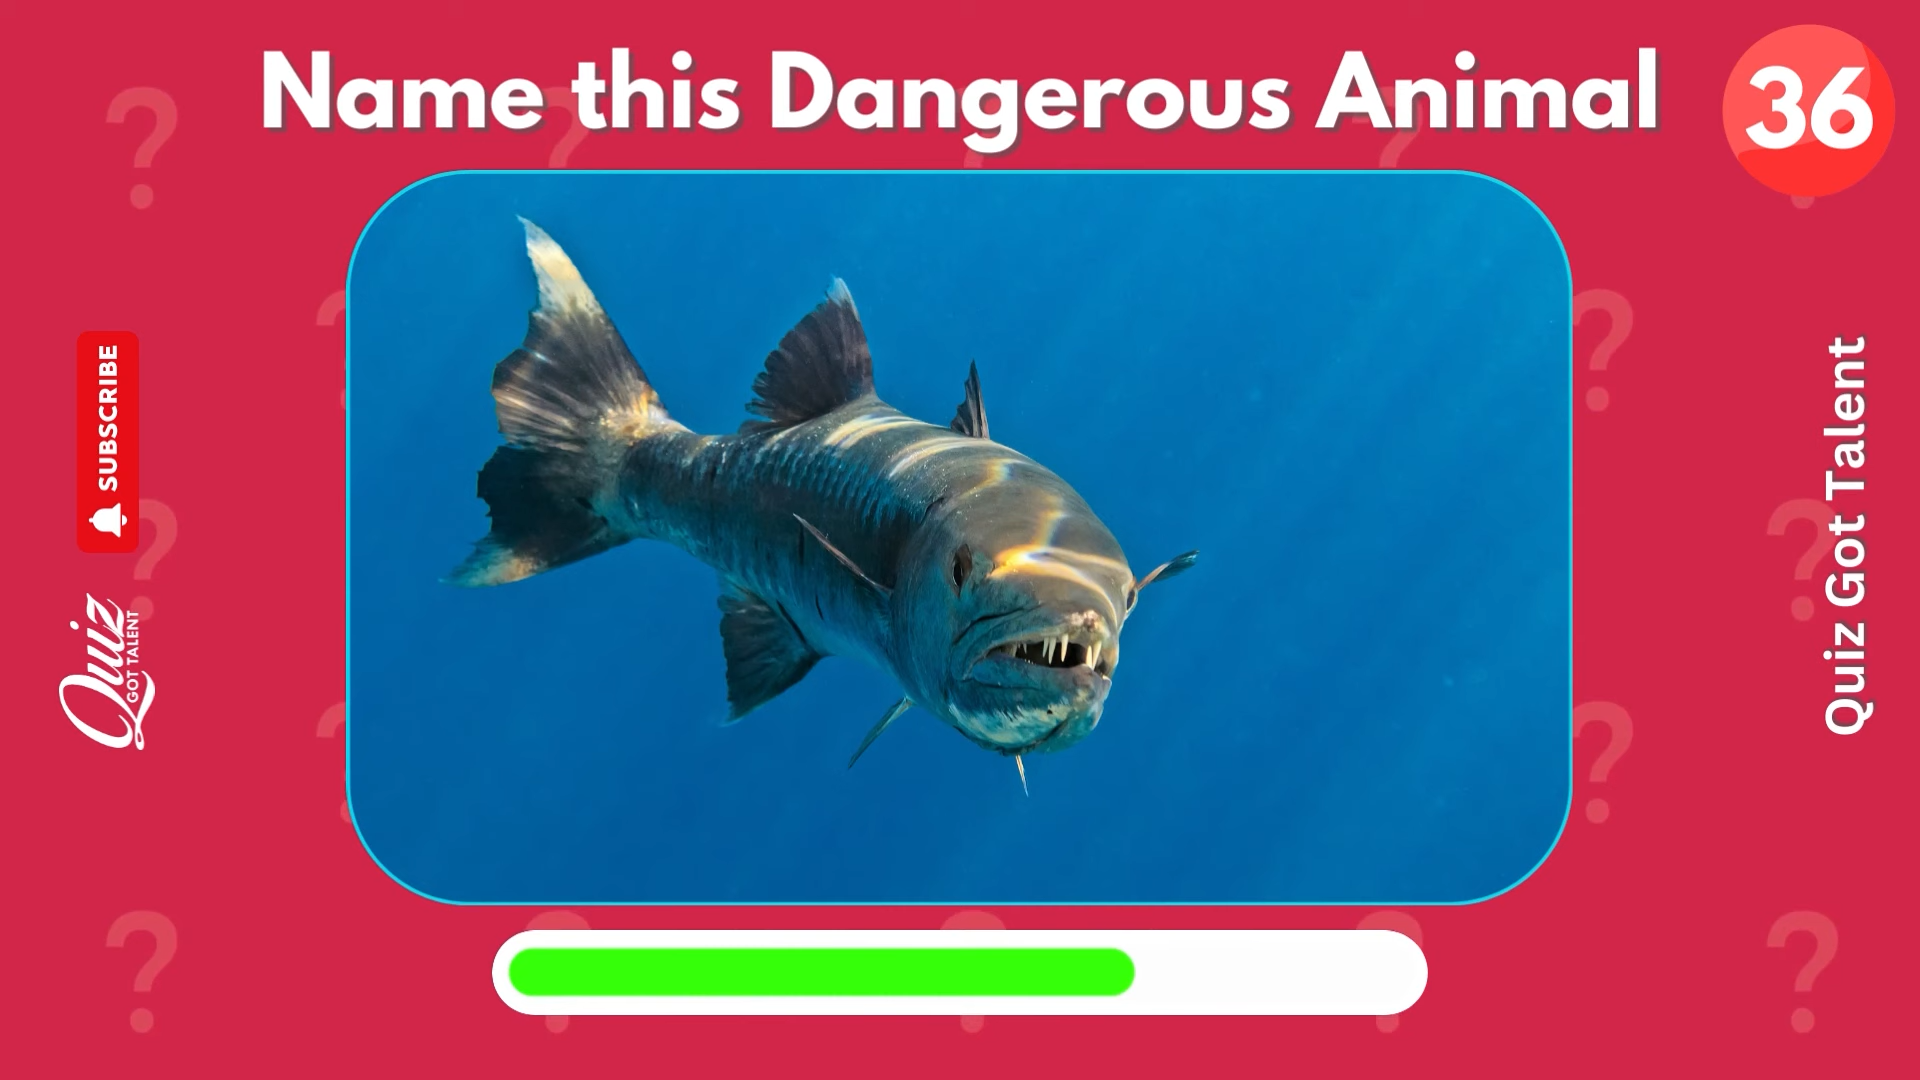 Name this Dangerous Animal
36
SUBSCRIBE
Quiz
GOT TALENT
Quiz Got Talent